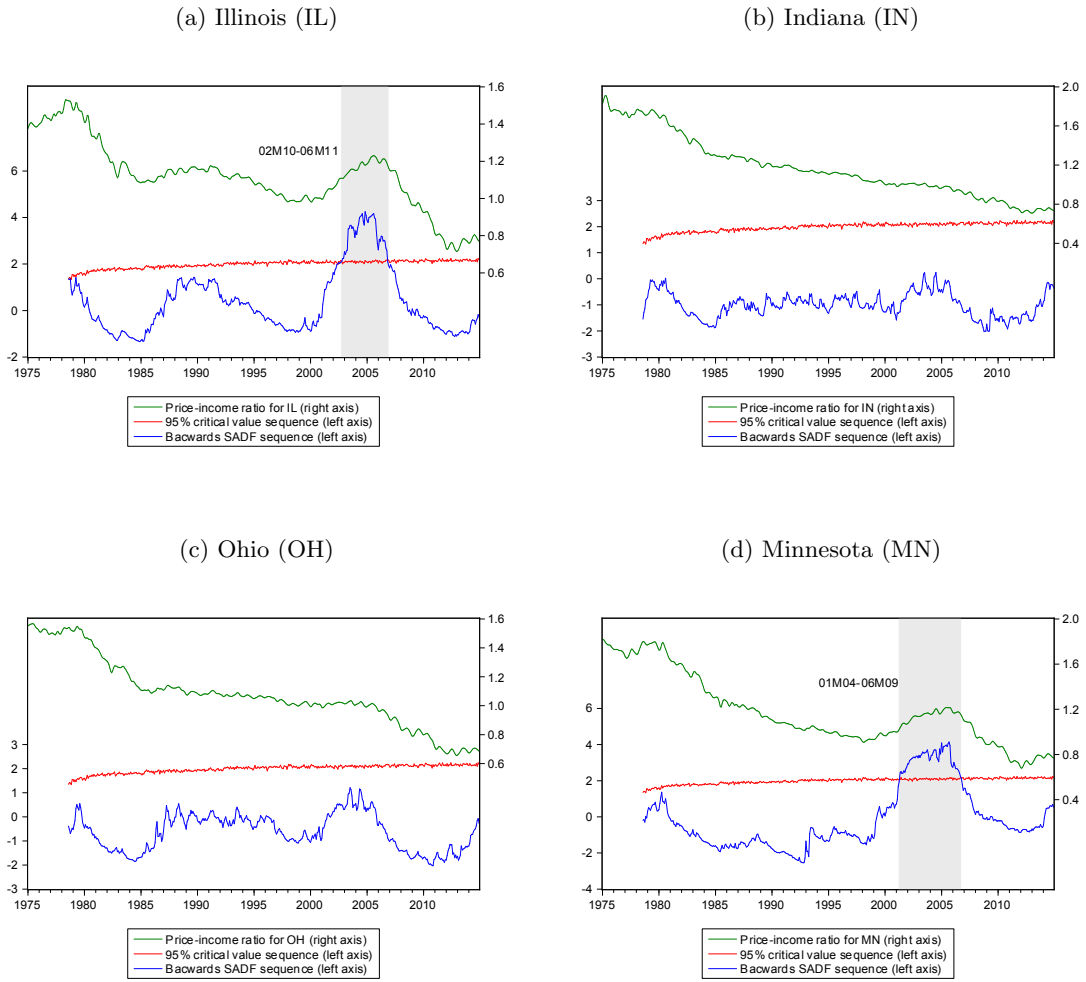 (a) Illinois (IL)
1.6
1.4
1.2
1.0
0.8
0.6
6
4
2
0
-2
02M10-06M11
1975 1980 1985 1990 1995 2000 2005 2010
Price-income ratio for IL (right axis)
95% critical value sequence (left axis)
Bacwards SADF sequence (left axis)
(b) Indiana (IN)
2.0
1.6
1.2
0.8
0.4
3
2
1
0
-1
-2
-3
1975 1980 1985 1990 1995 2000 2005 2010
Price-income ratio for IN (right axis)
95% critical value sequence (left axis)
Bacwards SADF sequence (left axis)
(c) Ohio (OH)
1.6
1.4
1.2
1.0
0.8
0.6
3
2
1
0
-1
-2
-3
1975 1980 1985 1990 1995 2000 2005 2010
Price-income ratio for OH (right axis)
95% critical value sequence (left axis)
Bacwards SADF sequence (left axis)
(d) Minnesota (MN)
2.0
1.6
1.2
0.8
0.4
6
4
2
0
-2
-4
01M04-06M09
1975 1980 1985 1990 1995 2000 2005 2010
Price-income ratio for MN (right axis)
95% critical value sequence (left axis)
Bacwards SADF sequence (left axis)